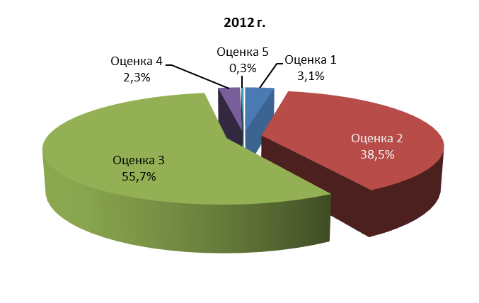 2012 г.
Оценка 5
0,3%
Оценка 4
2,3%
Оценка 1
3,1%
Оценка 2
38,5%
Оценка 3
55,7%